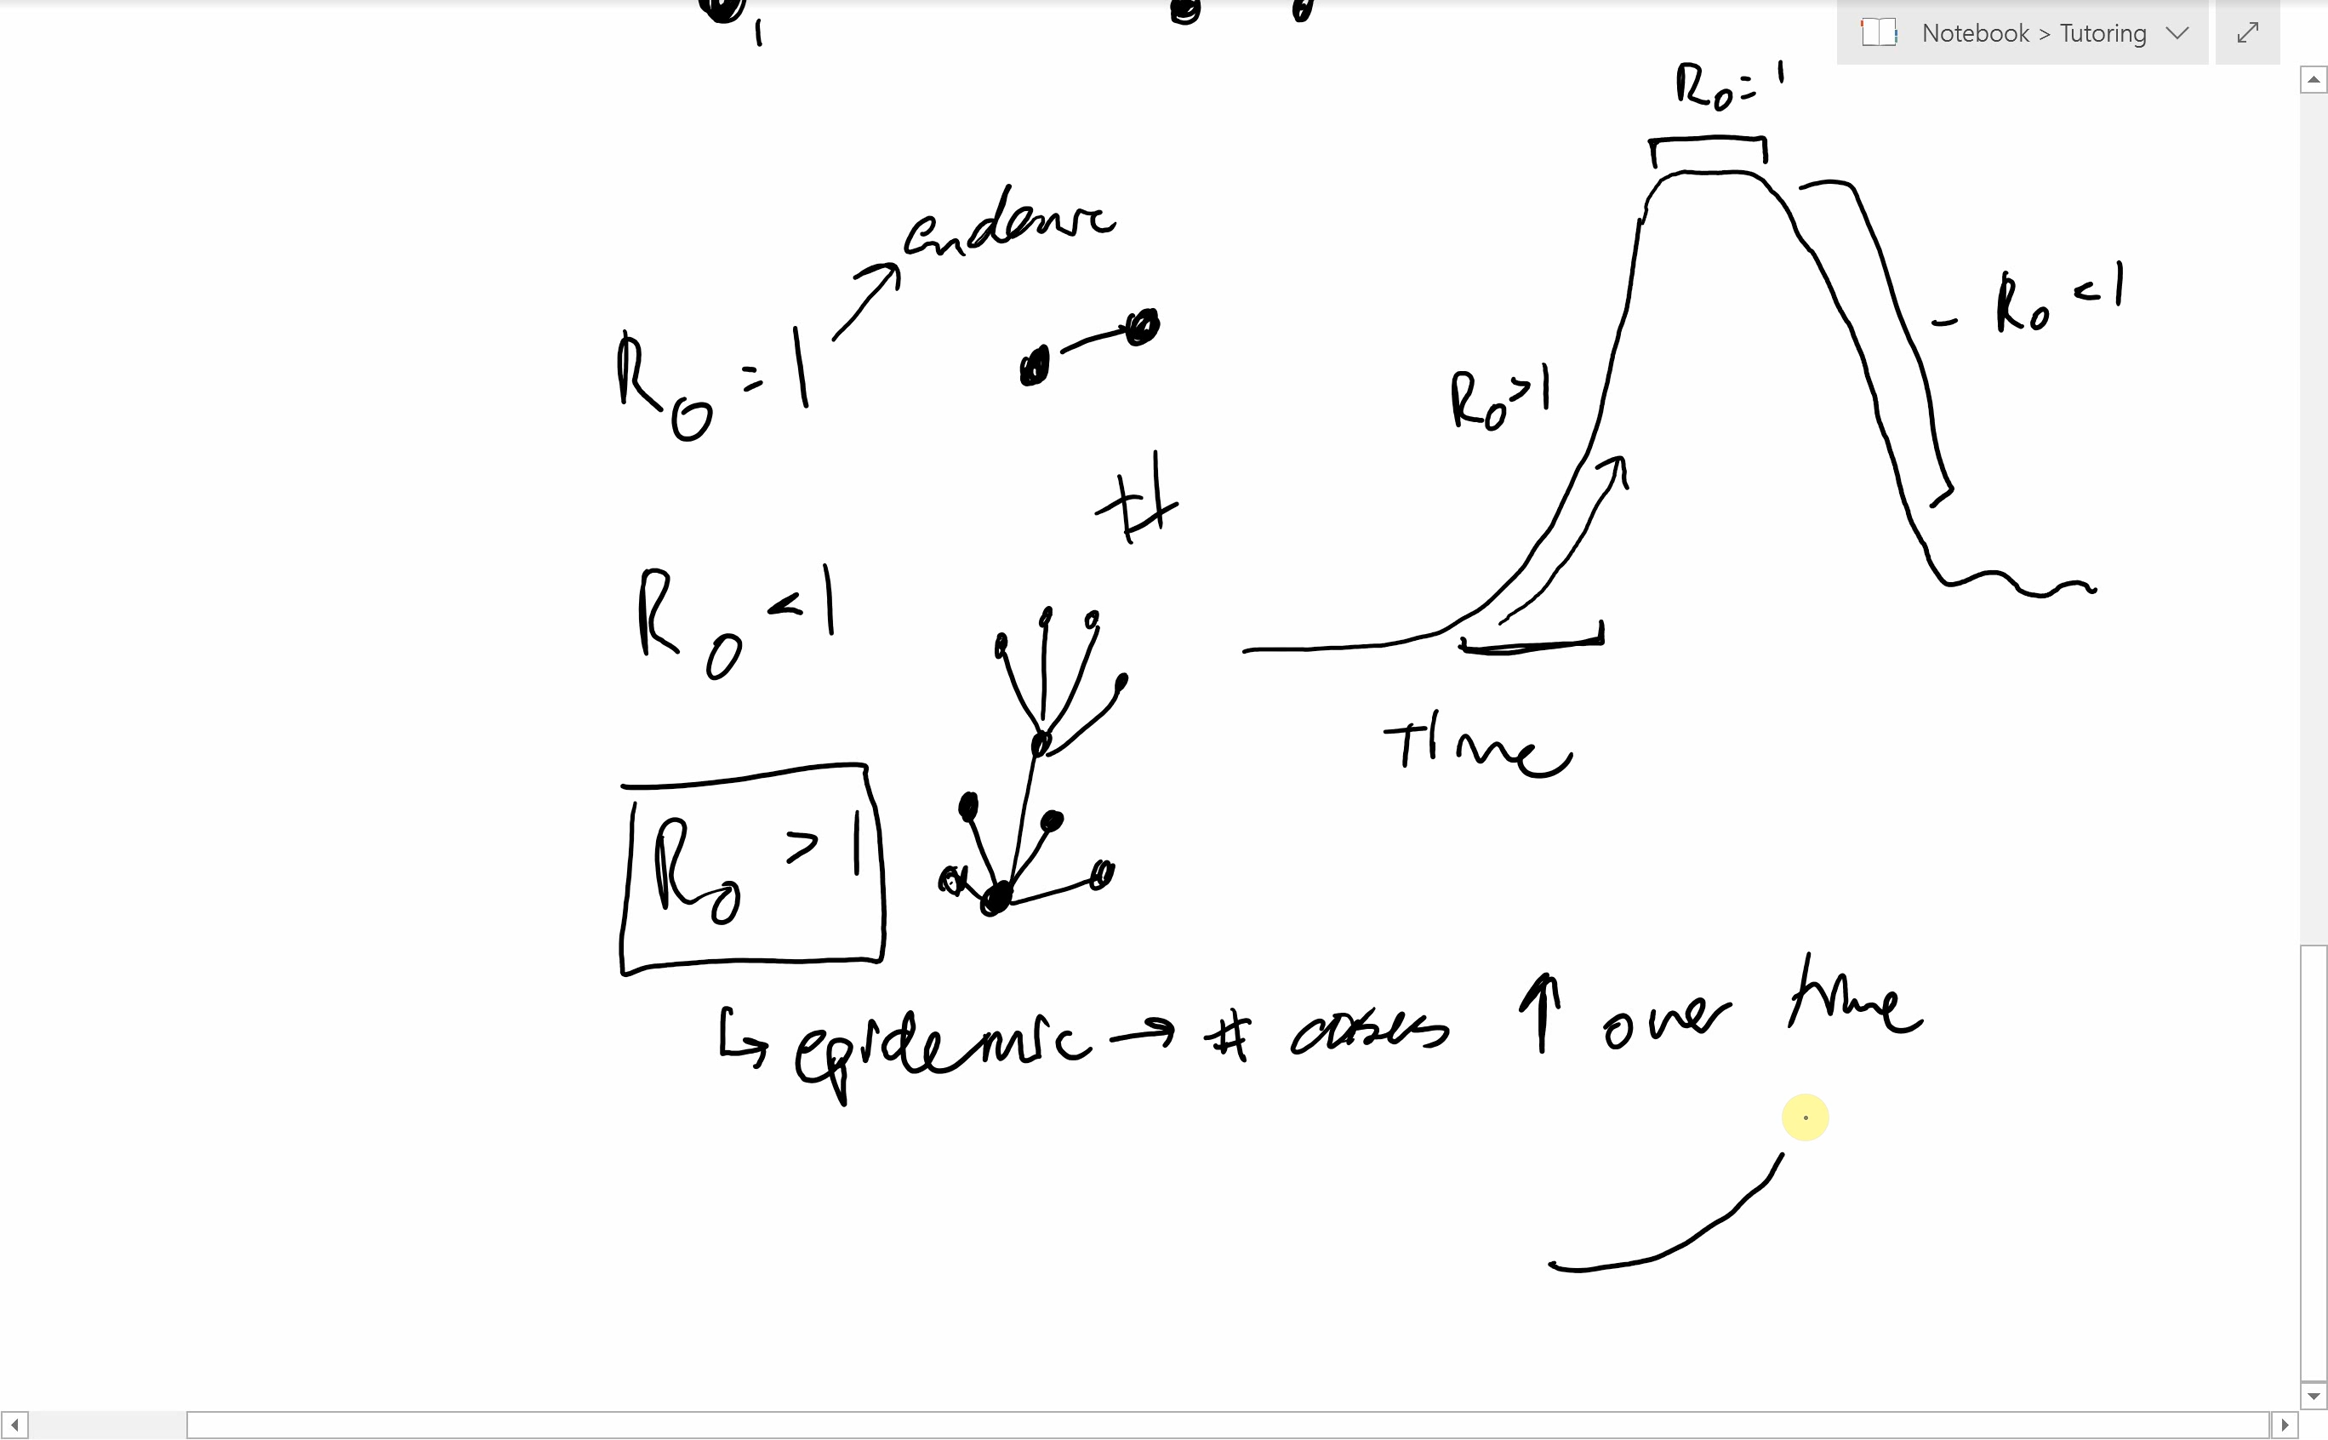 Notebook > Tutoring
R₀ = 1
endemic
R₀ = 1
R₀ < 1
R₀ > 1
#
R₀ < 1
TIme
R₀ > 1
↳ epidemic → # cases ↑ over time